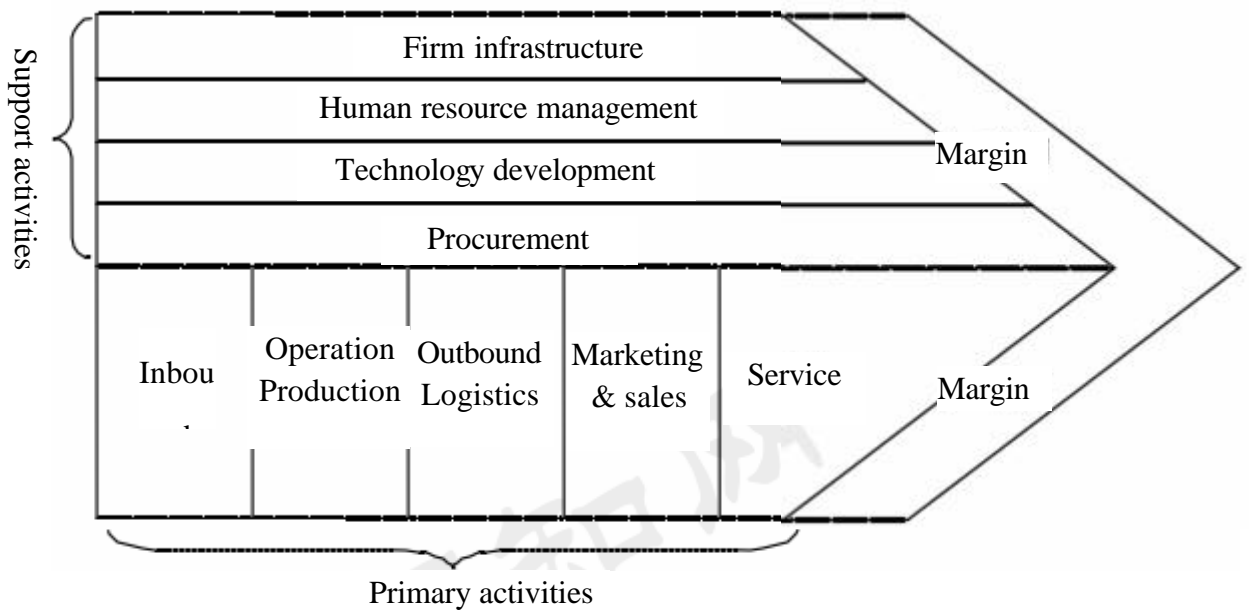 Support activities
Firm infrastructure
Human resource management
Technology development
Procurement
Margin
Inbou
Operation
Production
Outbound
Logistics
Marketing
& sales
Service
Margin
Primary activities